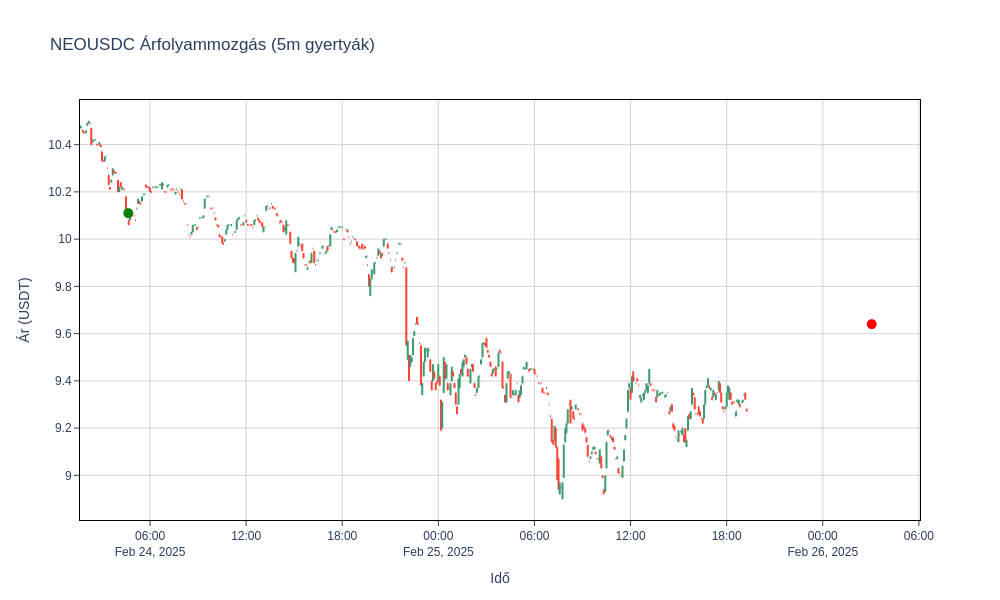 NEOUSDC Árfolyammozgás (5m gyertyák)
Ár (USDT)
10.4
10.2
10
9.8
9.6
9.4
9.2
9
06:00
12:00
18:00
00:00
06:00
12:00
18:00
00:00
06:00
Feb 24, 2025
Feb 25, 2025
Feb 26, 2025
Idő